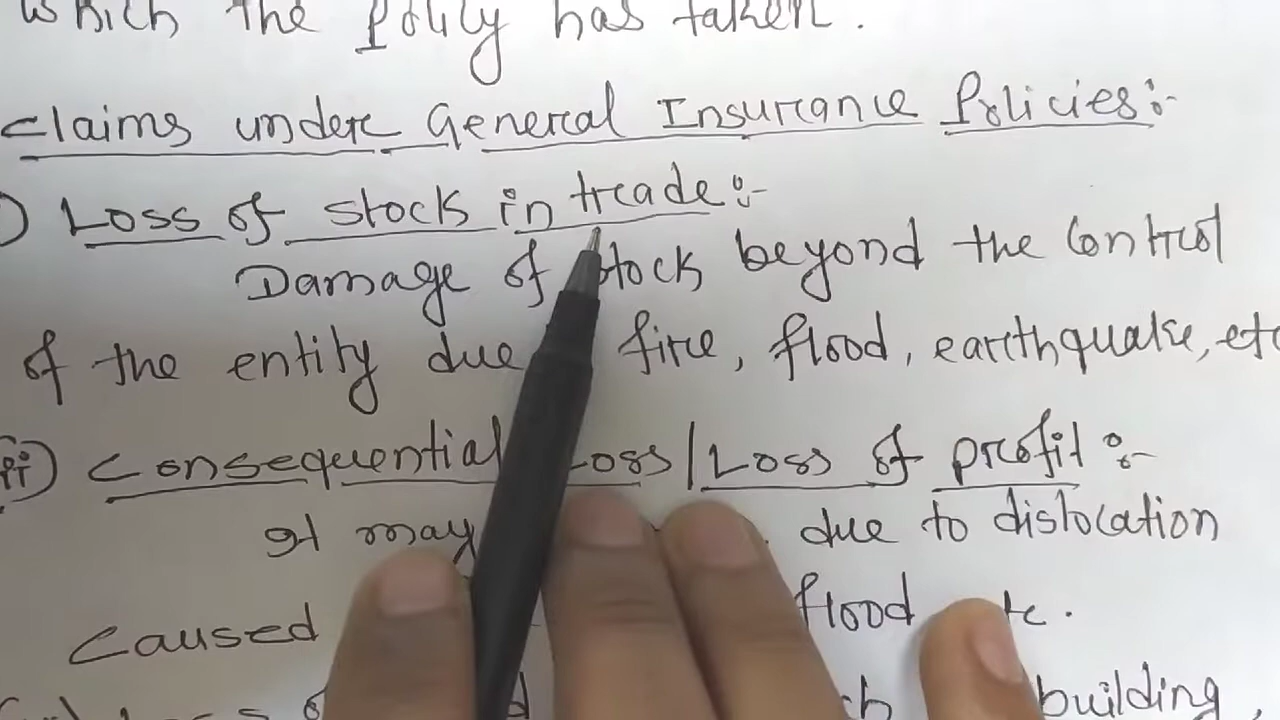 which the Policy has taken.
Claims under General Insurance Policies:-
) Loss of stock in trade:-
Damage of stock beyond the Control
of the entity due fire, flood, earthquake, etc
ii) Consequential Loss/Loss of profit:-
It may due to dislocation
Caused flood
building,